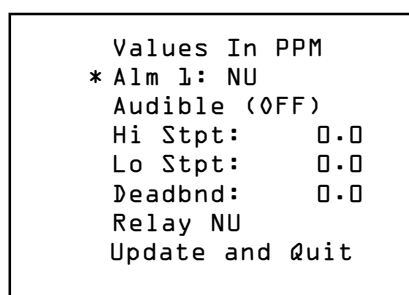 Values In PPM
* Alm 1: NU
Audible (OFF)
Hi Stpt: 0.0
Lo Stpt: 0.0
Deadbnd: 0.0
Relay NU
Update and Quit